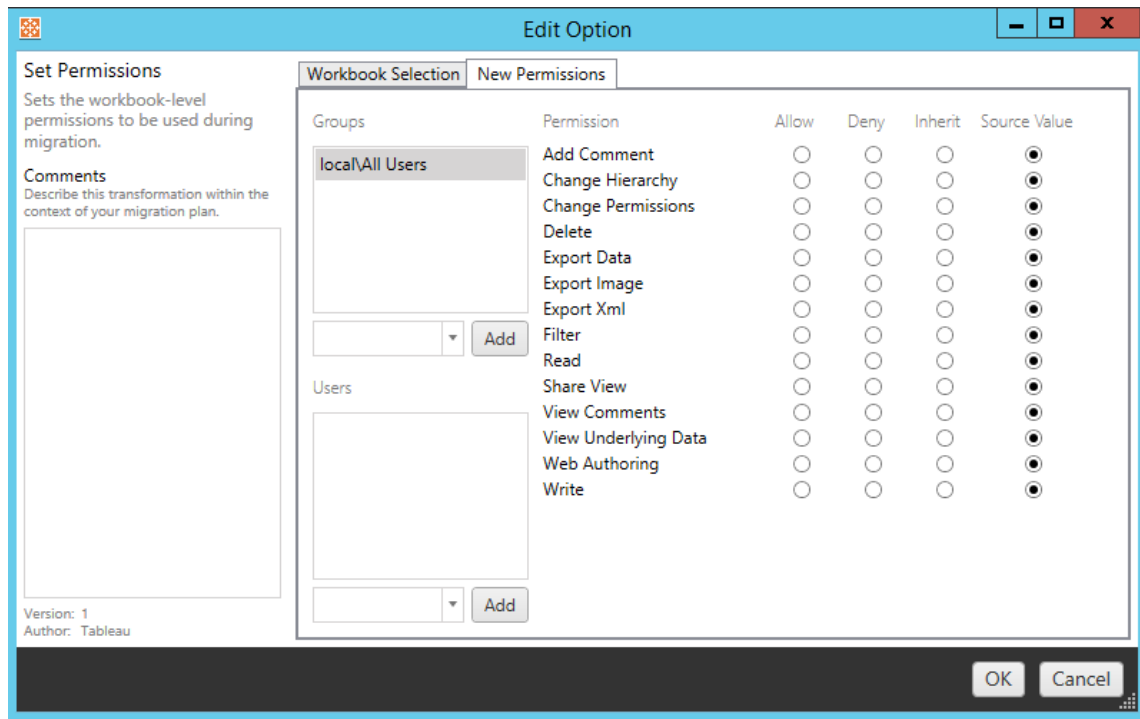 Edit Option
Set Permissions
Sets the workbook-level
permissions to be used during
migration.
Comments
Describe this transformation within the
context of your migration plan.
Version: 1
Author: Tableau
Workbook Selection
New Permissions
Groups
local\All Users
Add
Users
Add
Permission Allow Deny Inherit Source Value
Add Comment
Change Hierarchy
Change Permissions
Delete
Export Data
Export Image
Export Xml
Filter
Read
Share View
View Comments
View Underlying Data
Web Authoring
Write
OK
Cancel